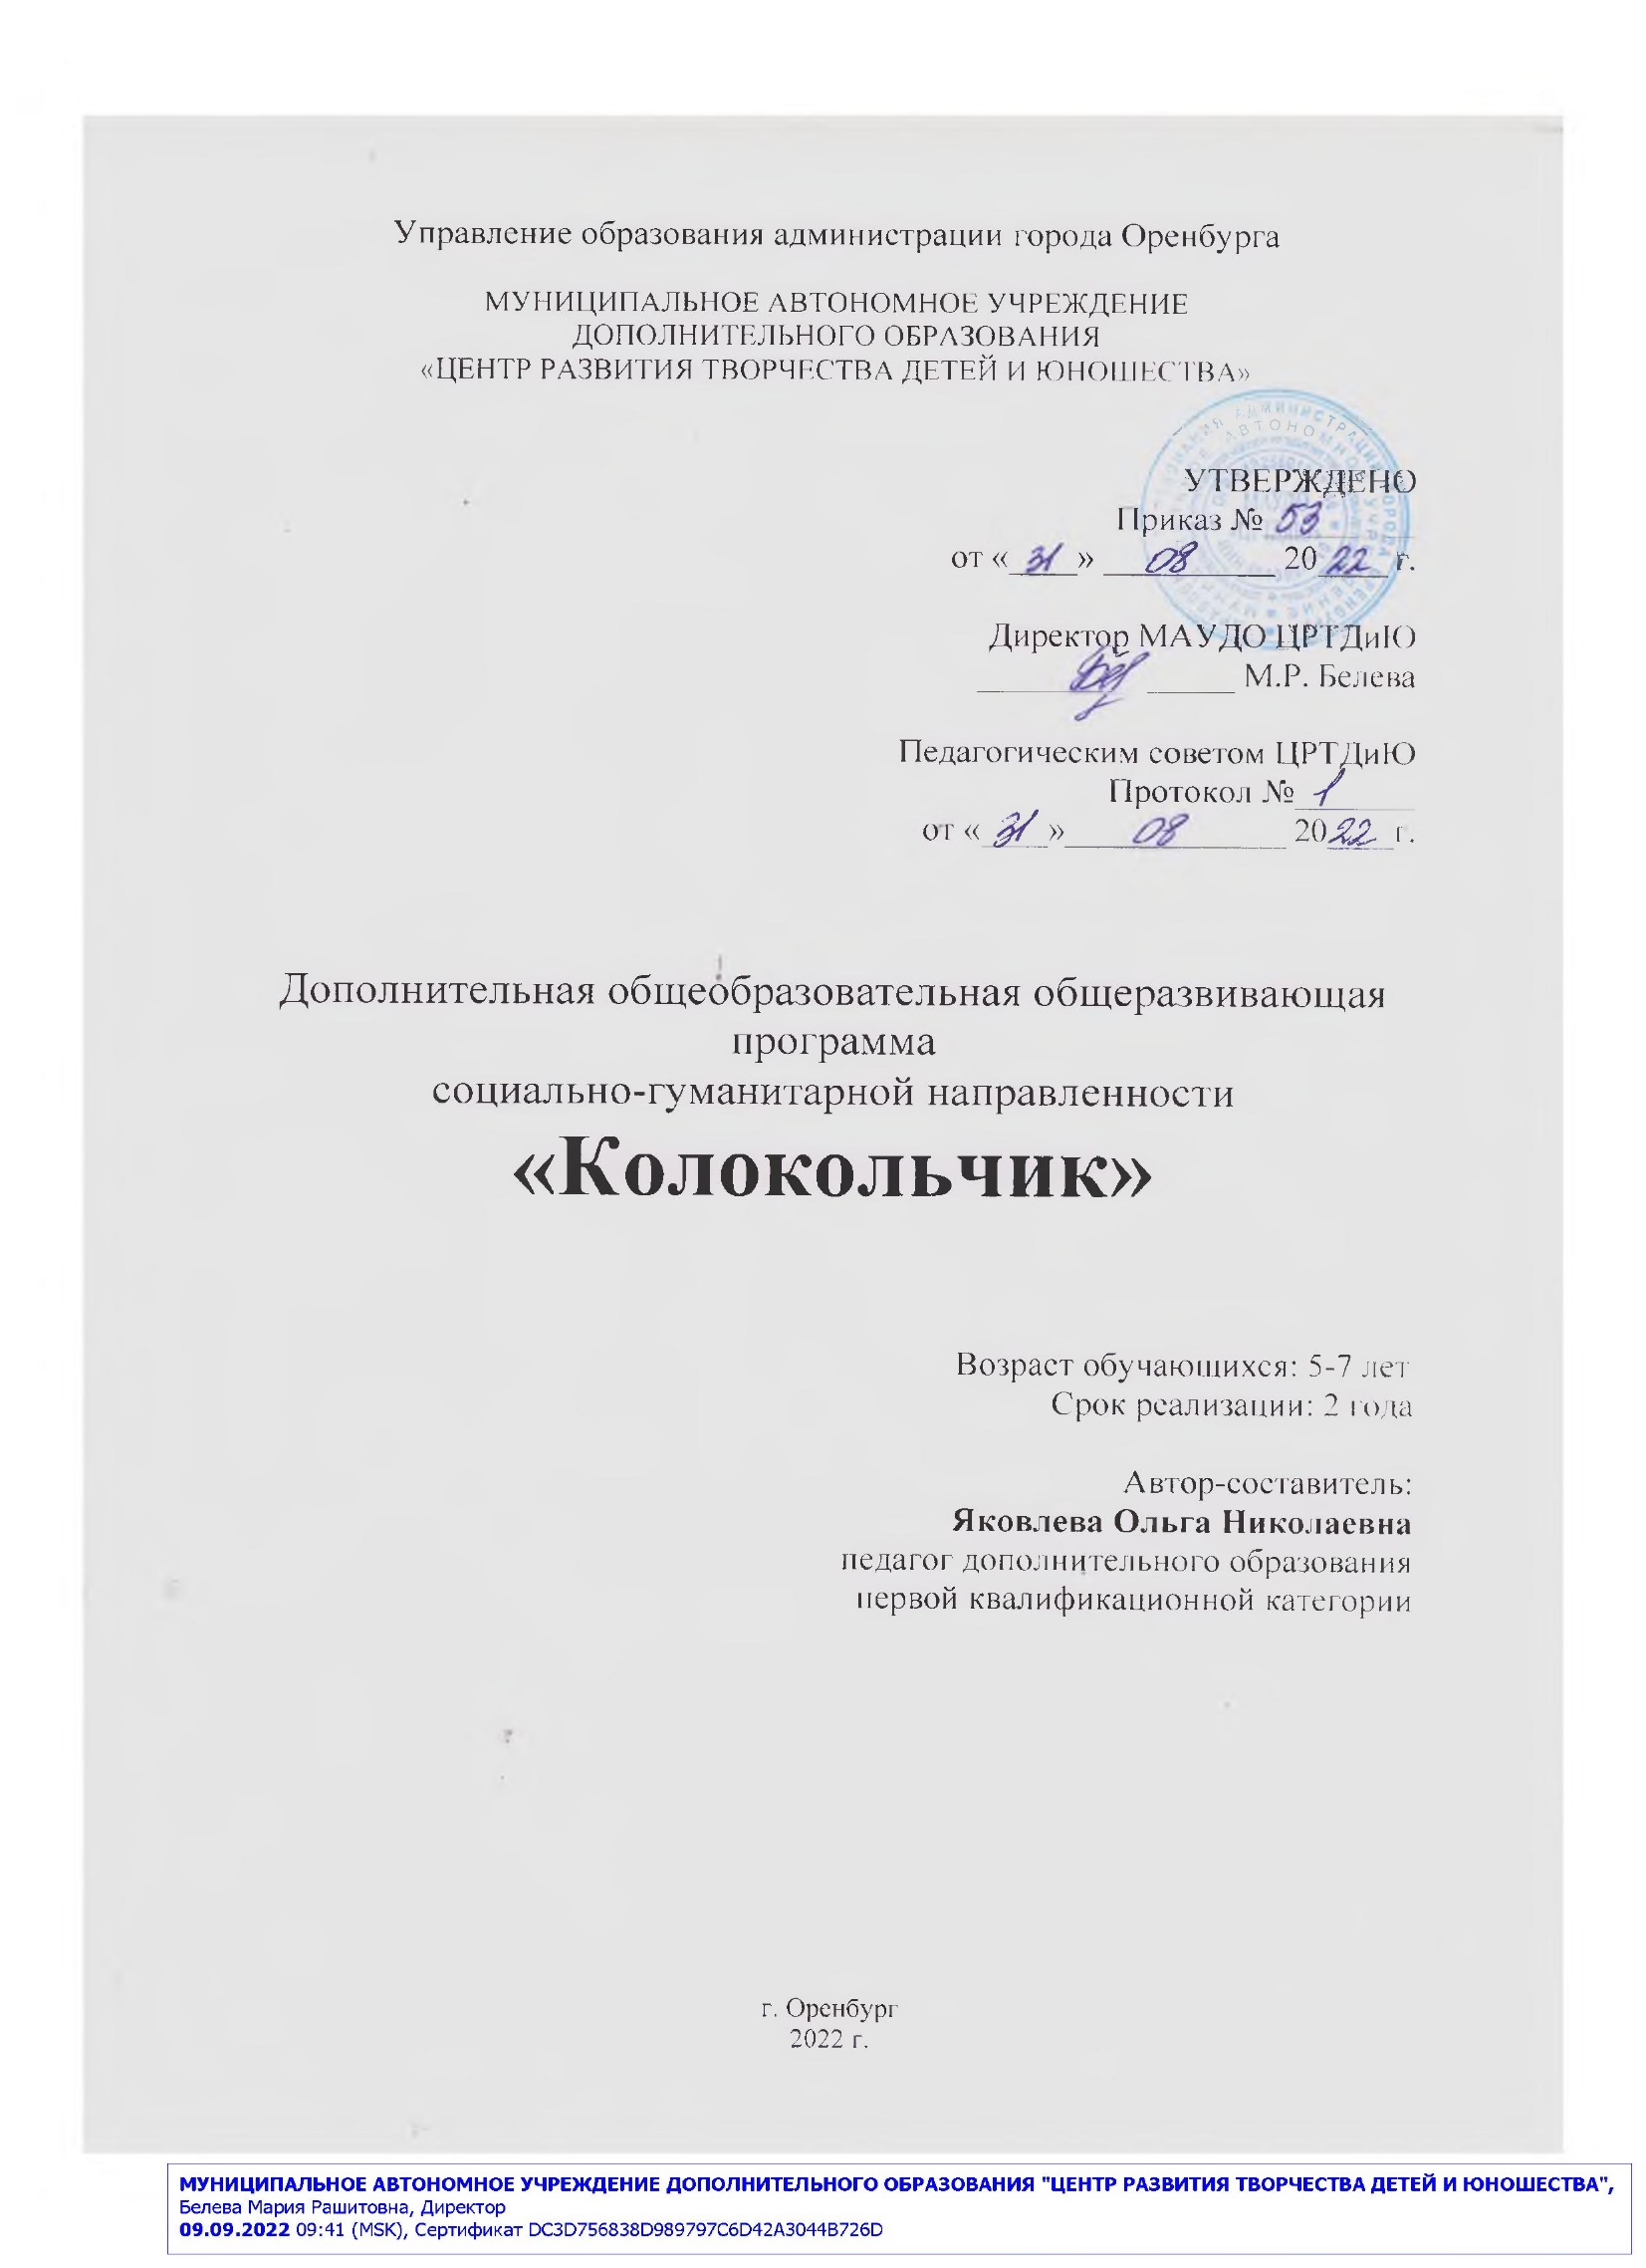 Управление образования администрации города Оренбурга
МУНИЦИПАЛЬНОЕ АВТОНОМНОЕ УЧРЕЖДЕНИЕ
ДОПОЛНИТЕЛЬНОГО ОБРАЗОВАНИЯ
«ЦЕНТР РАЗВИТИЯ ТВОРЧЕСТВА ДЕТЕЙ И ЮНОШЕСТВА»
УТВЕРЖДЕНО
Приказ № 53
от «31» 08 2022 г.
Директор МАУДО ЦРТДиЮ
М.Р. Белева
Педагогическим советом ЦРТДиЮ
Протокол № 1
от «31» 08 2022 г.
Дополнительная общеобразовательная общеразвивающая
программа
социально-гуманитарной направленности
«Колокольчик»
Возраст обучающихся: 5-7 лет
Срок реализации: 2 года
Автор-составитель:
Яковлева Ольга Николаевна
педагог дополнительного образования
первой квалификационной категории
г. Оренбург
2022 г.
МУНИЦИПАЛЬНОЕ АВТОНОМНОЕ УЧРЕЖДЕНИЕ ДОПОЛНИТЕЛЬНОГО ОБРАЗОВАНИЯ "ЦЕНТР РАЗВИТИЯ ТВОРЧЕСТВА ДЕТЕЙ И ЮНОШЕСТВА",
Белева Мария Рашитовна, Директор
09.09.2022 09:41 (MSK), Сертификат DC3D756838D989797C6D42A3044B726D